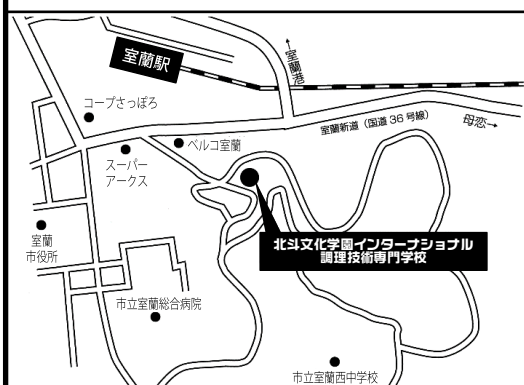 室蘭駅
←室蘭港
コープさっぽろ
室蘭新道（国道36号線）
母恋→
ベルコ室蘭
スーパー
アークス
室蘭
市役所
北斗文化学園インターナショナル
調理技術専門学校
市立室蘭総合病院
市立室蘭西中学校